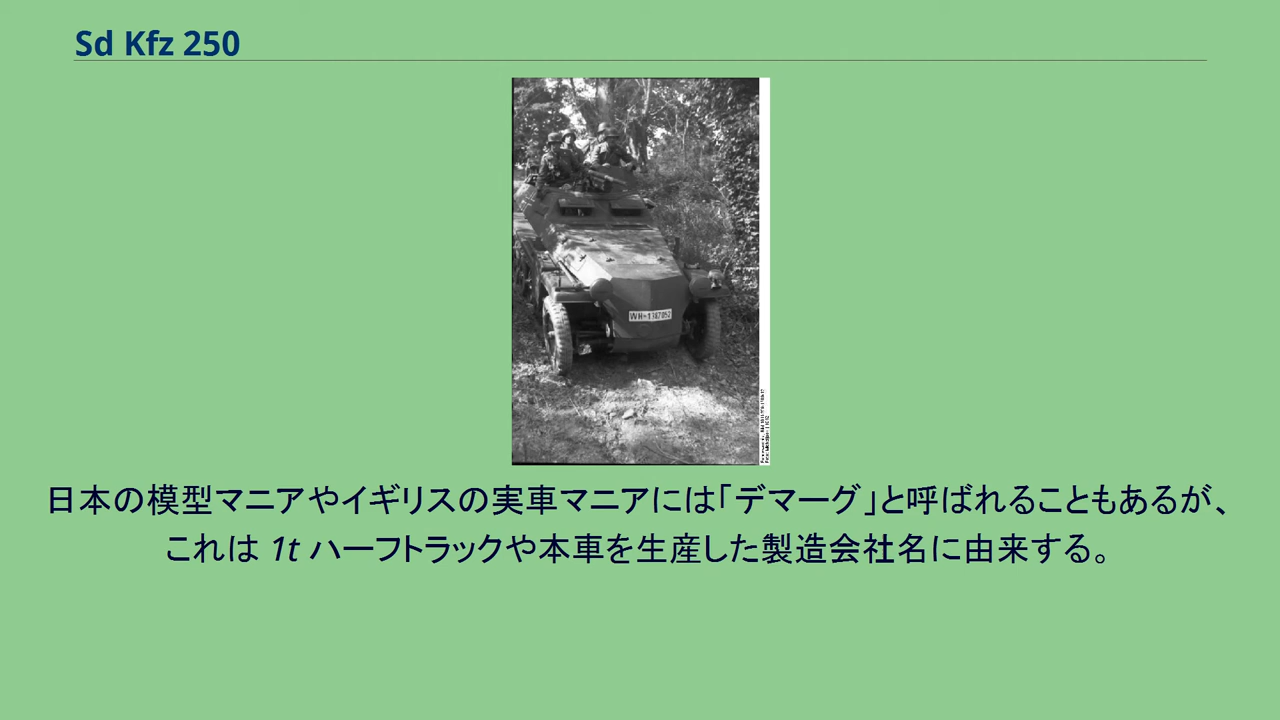 Sd Kfz 250
WH-1387052
日本の模型マニアやイギリスの実車マニアには「デマーグ」と呼ばれることもあるが、
これは 1t ハーフトラックや本車を生産した製造会社名に由来する。